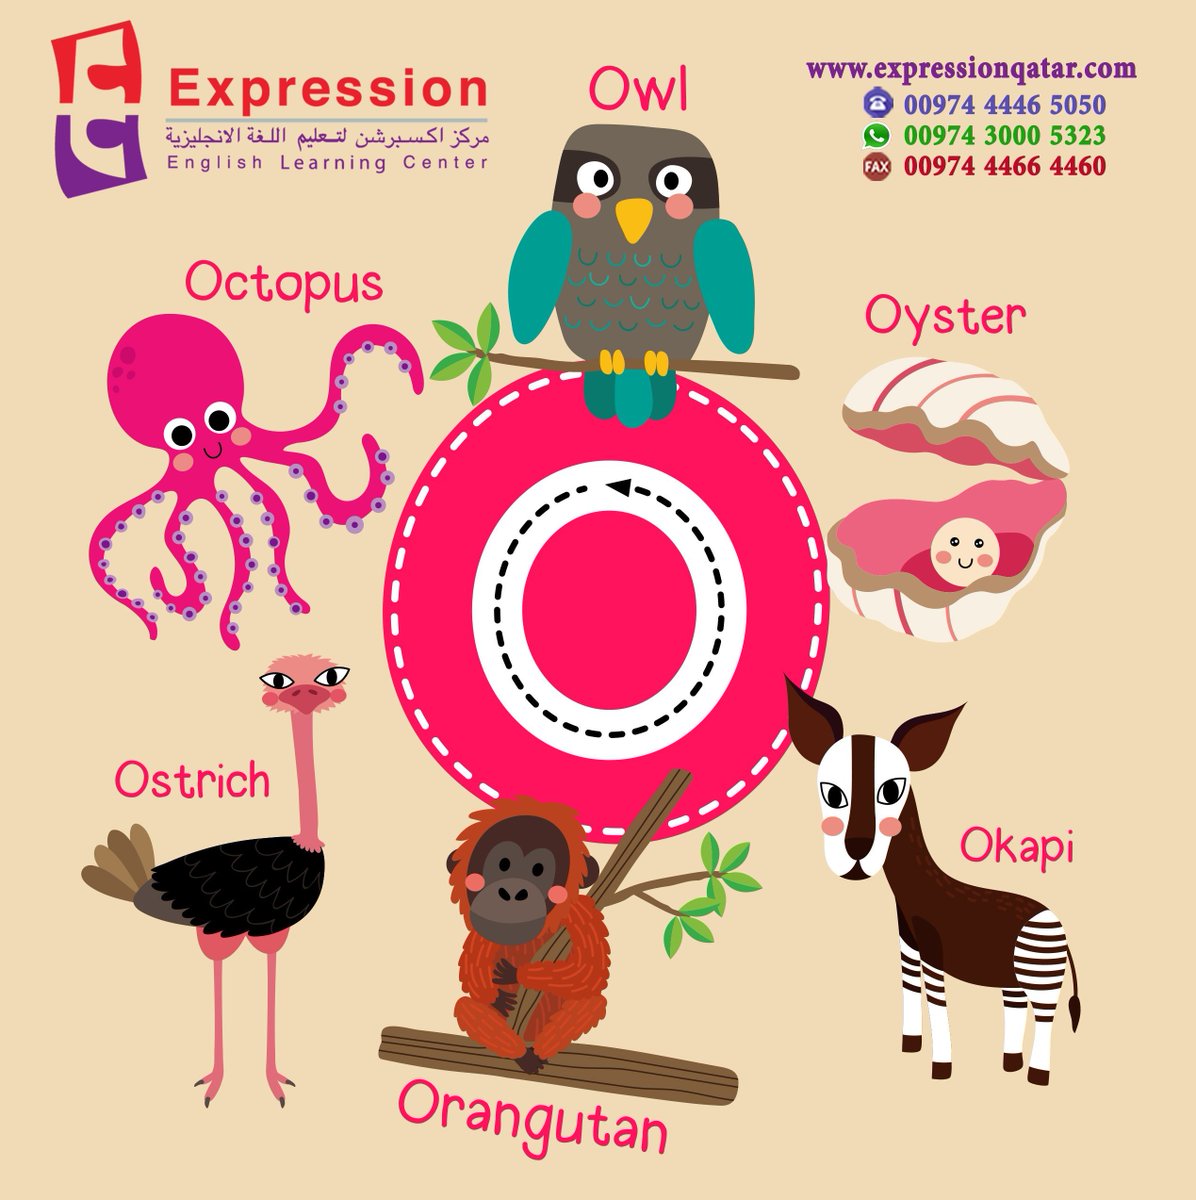 Expression
مركز اكسبرشن لتعليم اللغة الانجليزية
English Learning Center
www.expressionqatar.com
00974 4446 5050
00974 3000 5323
FAX 00974 4466 4460
Owl
Octopus
Oyster
Ostrich
Okapi
Orangutan